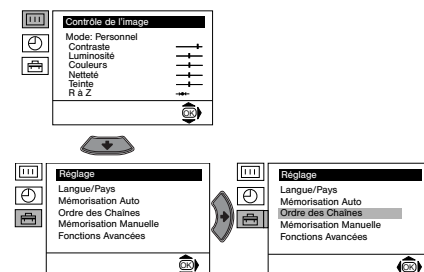 Contrôle de l'image
Mode: Personnel
Contraste
Luminosité
Couleurs
Netteté
Teinte
R à Z
OK
Réglage
Langue/Pays
Mémorisation Auto
Ordre des Chaînes
Mémorisation Manuelle
Fonctions Avancées
OK
Réglage
Langue/Pays
Mémorisation Auto
Ordre des Chaînes
Mémorisation Manuelle
Fonctions Avancées
OK